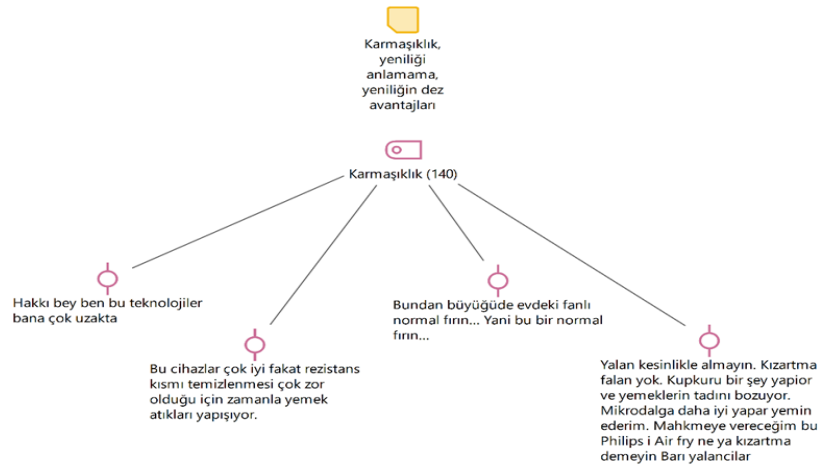 Karmaşıklık,
yeniliği
anlamama,
yeniliğin dez
avantajları
Karmaşıklık (140)
Hakkı bey ben bu teknolojiler
bana çok uzakta
Bu cihazlar çok iyi fakat rezistans
kısmı temizlenmesi çok zor
olduğu için zamanla yemek
atıkları yapışıyor.
Bundan büyüğüde evdeki fanlı
normal fırın... Yani bu bir normal
fırın...
Yalan kesinlikle almayın. Kızartma
falan yok. Kupkuru bir şey yapior
ve yemeklerin tadını bozuyor.
Mikrodalga daha iyi yapar yemin
ederim. Mahkmeye vereceğim bu
Philips i Air fry ne ya kızartma
demeyin Barı yalancilar